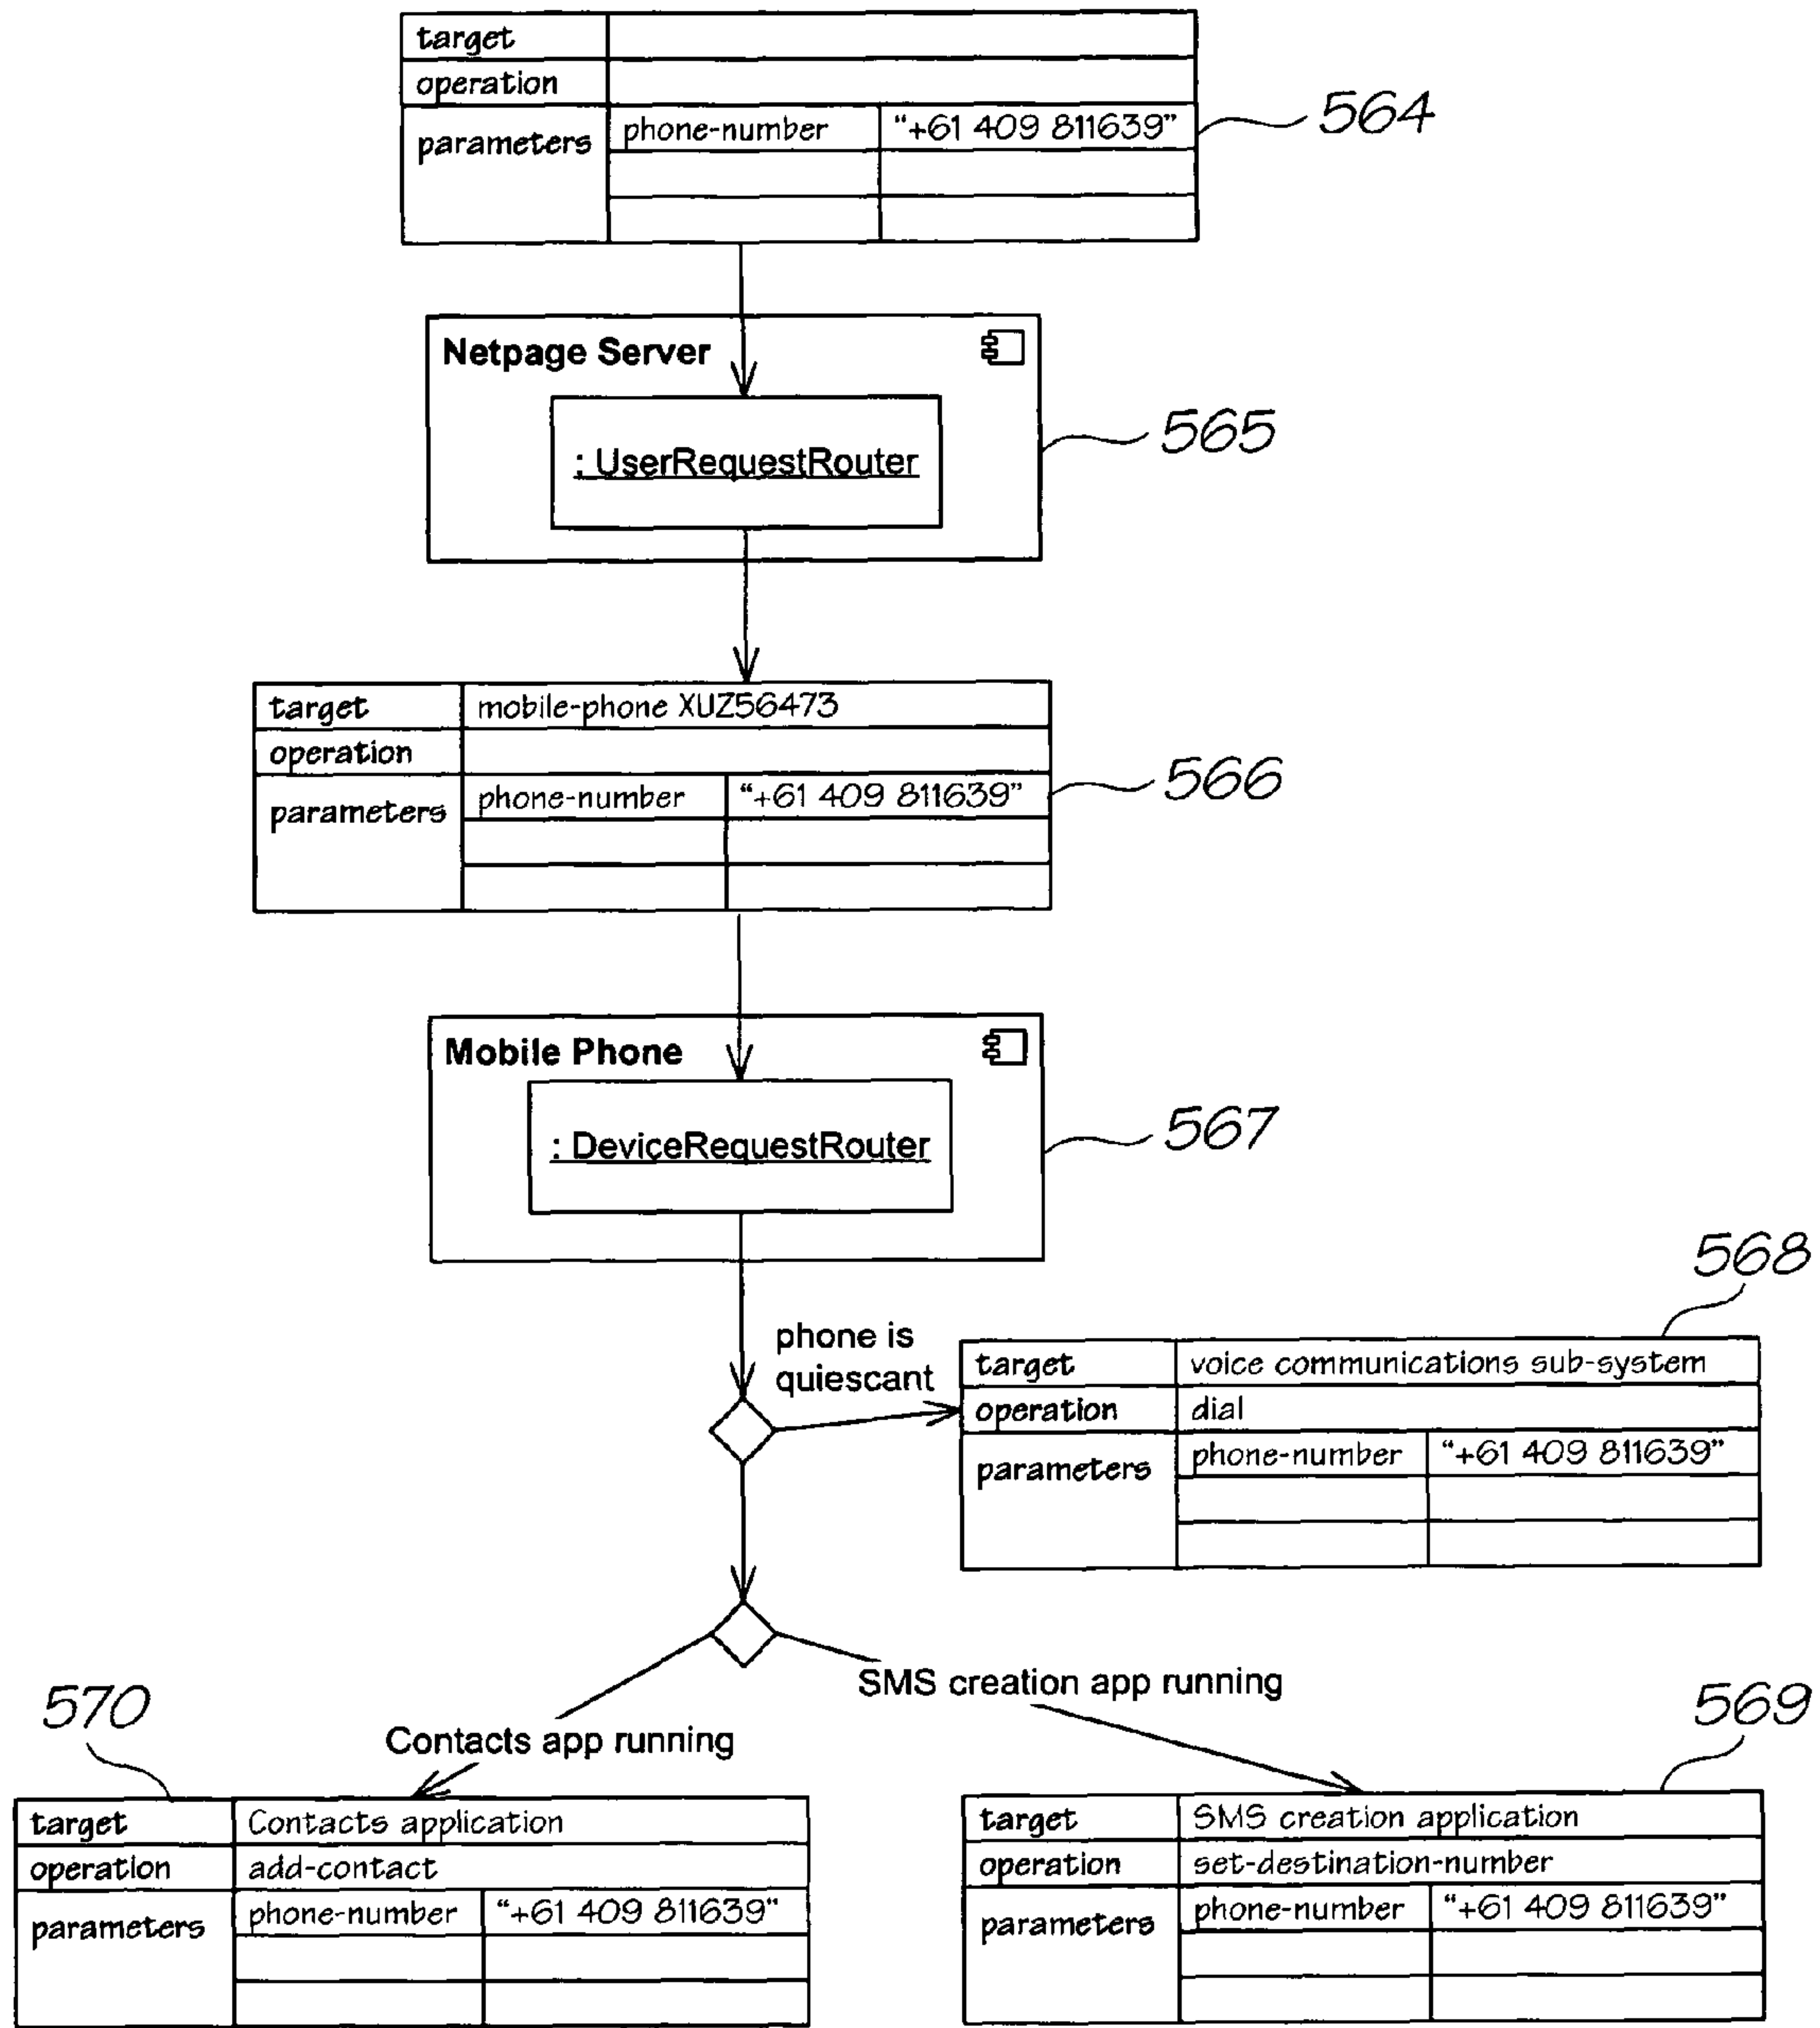 target
operation
parameters phone-number "+61 409 811639"
564
Netpage Server
: UserRequestRouter
565
target mobile-phone XUZ56473
operation
parameters phone-number "+61 409 811639"
566
Mobile Phone
: DeviceRequestRouter
567
568
phone is
quiescant
target voice communications sub-system
operation dial
parameters phone-number "+61 409 811639"
SMS creation app running
Contacts app running
570
target Contacts application
operation add-contact
parameters phone-number "+61 409 811639"
569
target SMS creation application
operation set-destination-number
parameters phone-number "+61 409 811639"